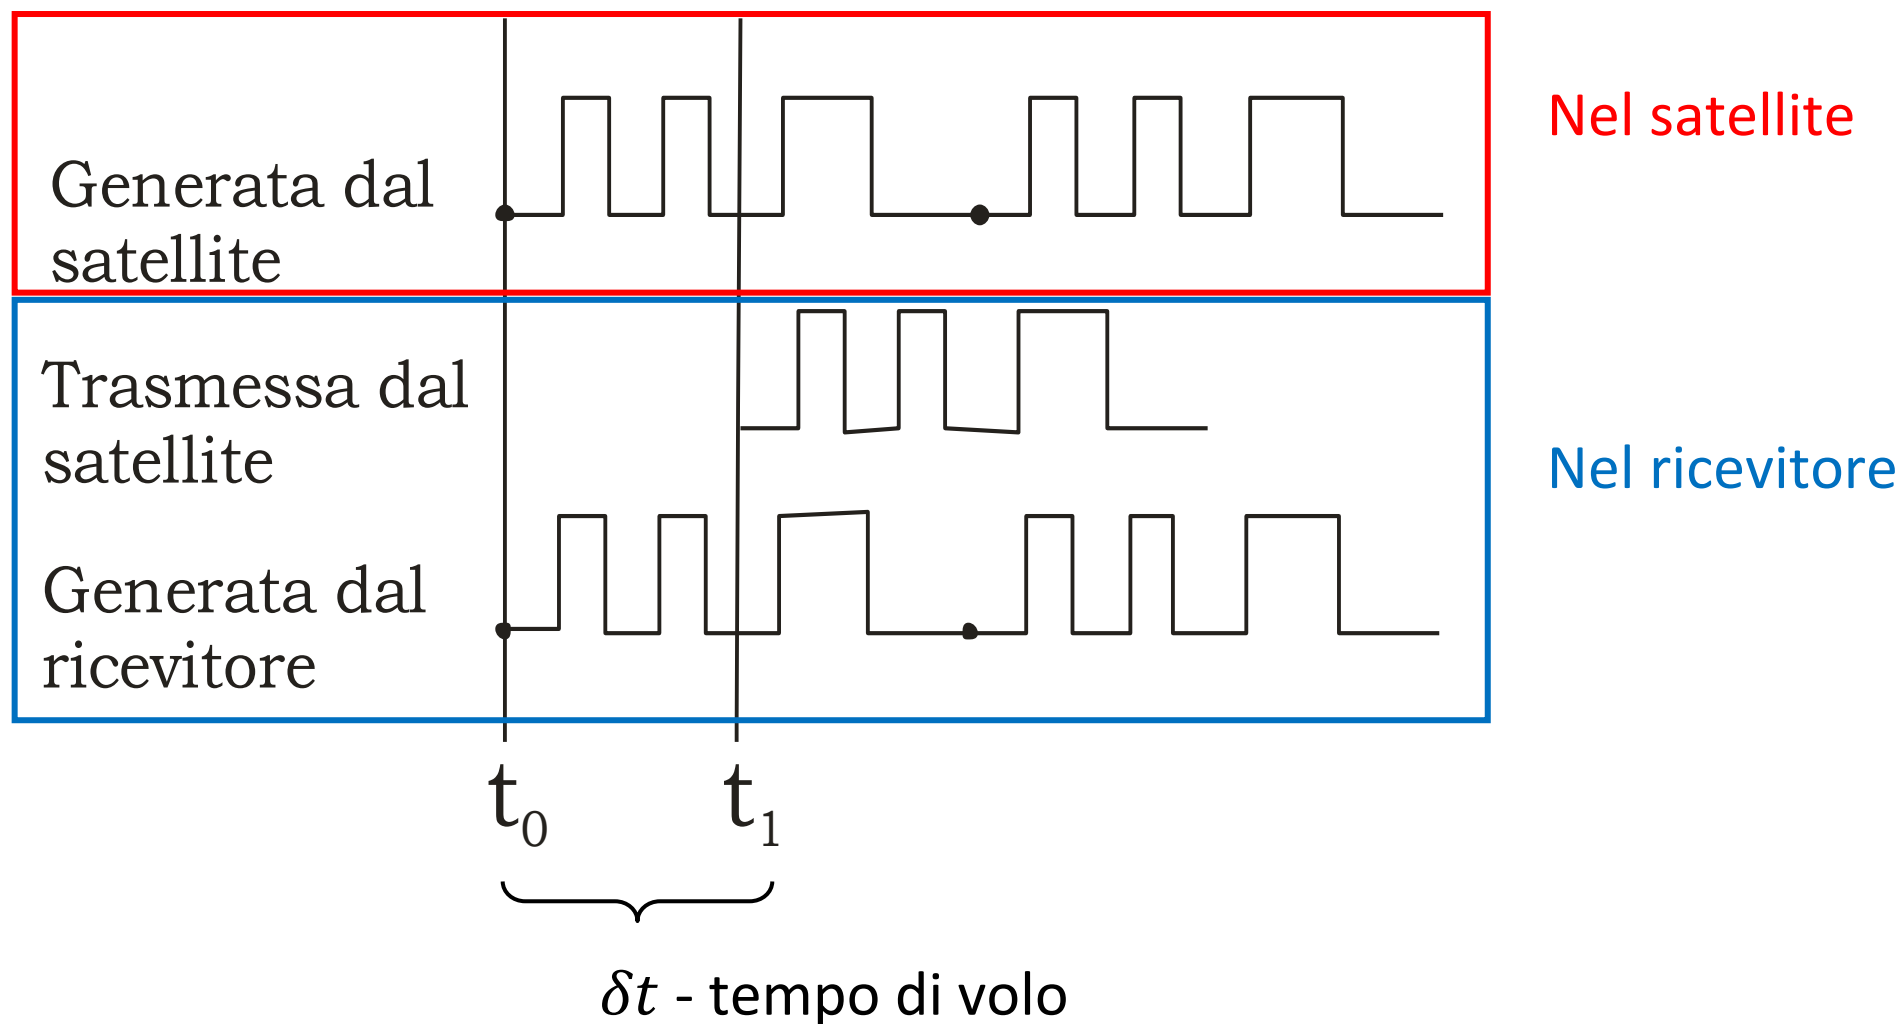 Nel satellite
Generata dal
satellite
Trasmessa dal
satellite
Nel ricevitore
Generata dal
ricevitore
t₀ t₁
δt - tempo di volo